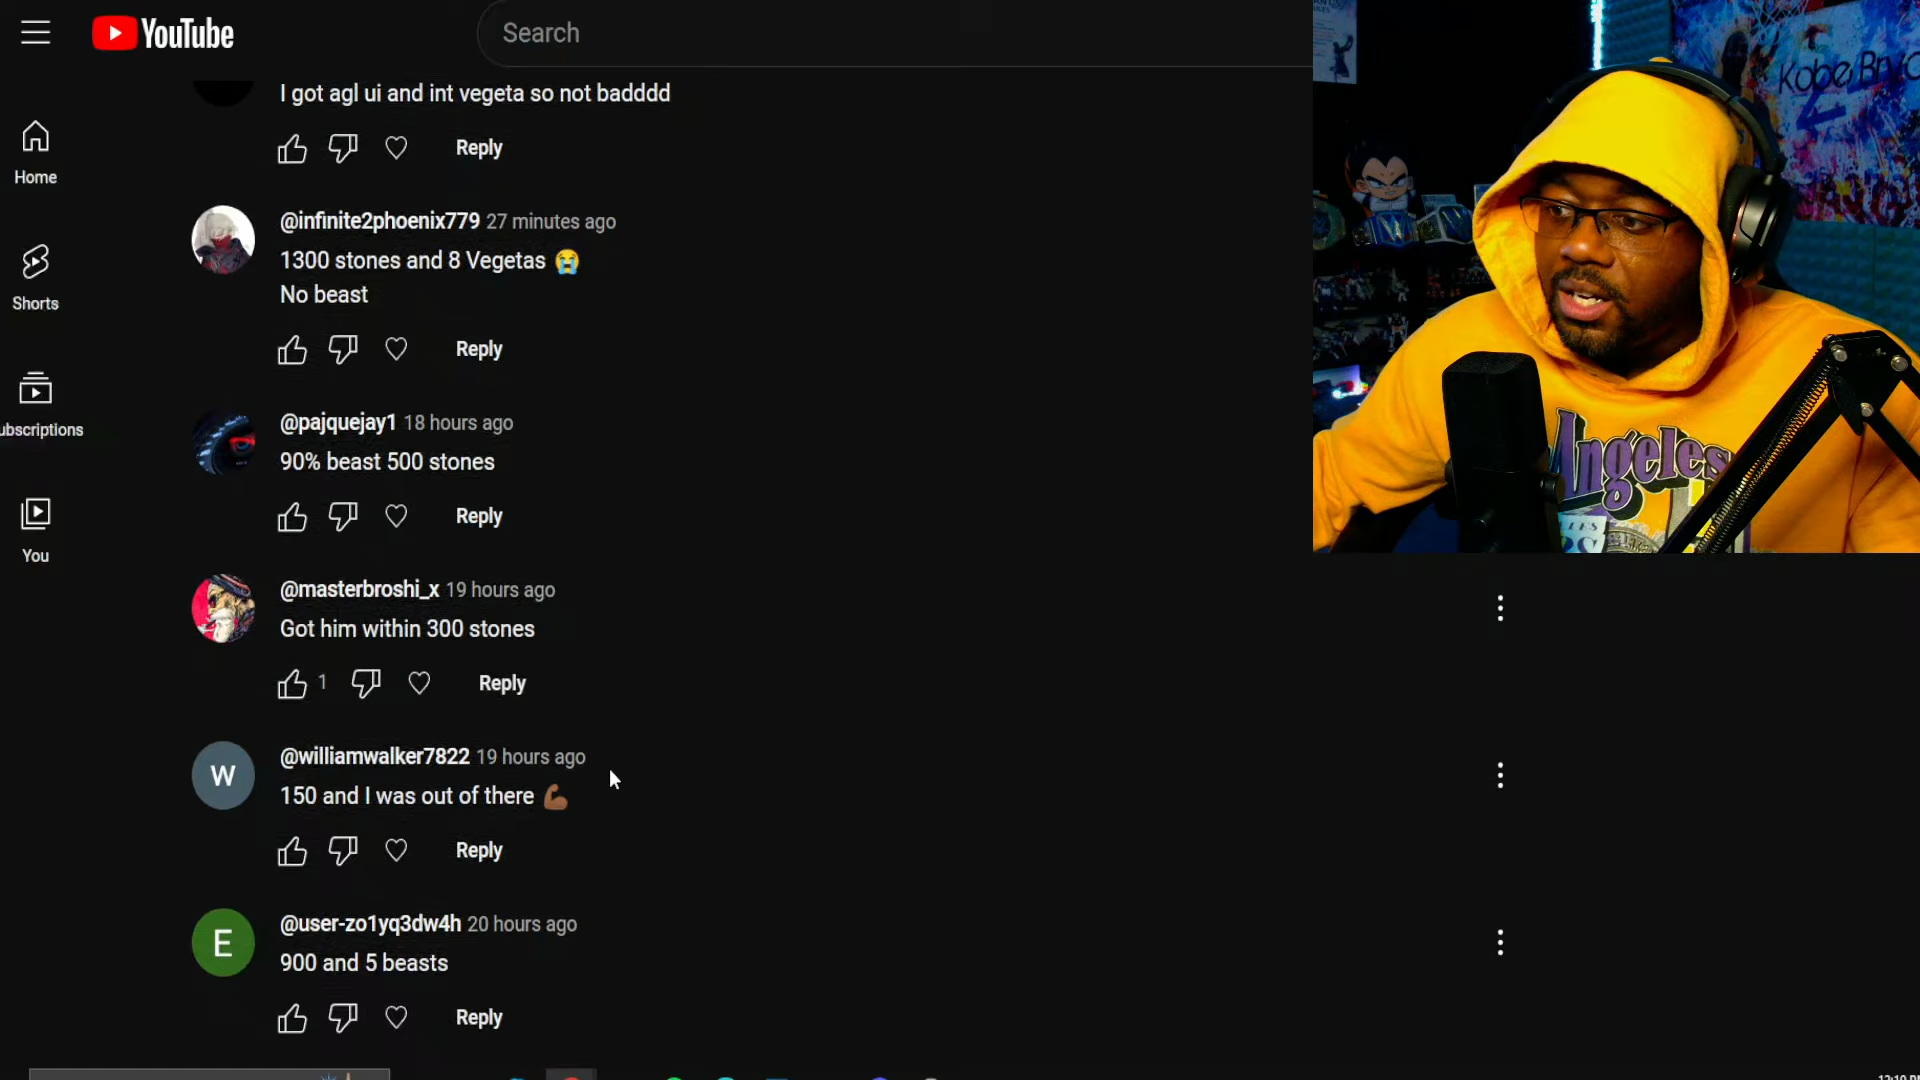 YouTube
Search
I got agl ui and int vegeta so not badddd
Reply
Home
@infinite2phoenix779 27 minutes ago
1300 stones and 8 Vegetas 😭
No beast
Reply
Shorts
@pajquejay1 18 hours ago
90% beast 500 stones
Reply
ubscriptions
You
@masterbroshi_x 19 hours ago
Got him within 300 stones
1
Reply
@williamwalker7822 19 hours ago
W
150 and I was out of there 💪🏾
Reply
@user-zo1yq3dw4h 20 hours ago
E
900 and 5 beasts
Reply
Kobe Bry
Angeles